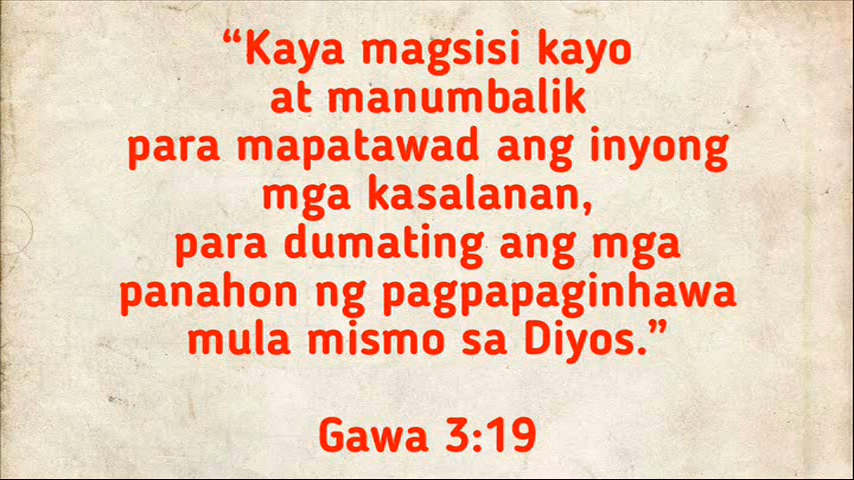 “Kaya magsisi kayo
at manumbalik
para mapatawad ang inyong
mga kasalanan,
para dumating ang mga
panahon ng pagpapaginhawa
mula mismo sa Diyos.”
Gawa 3:19